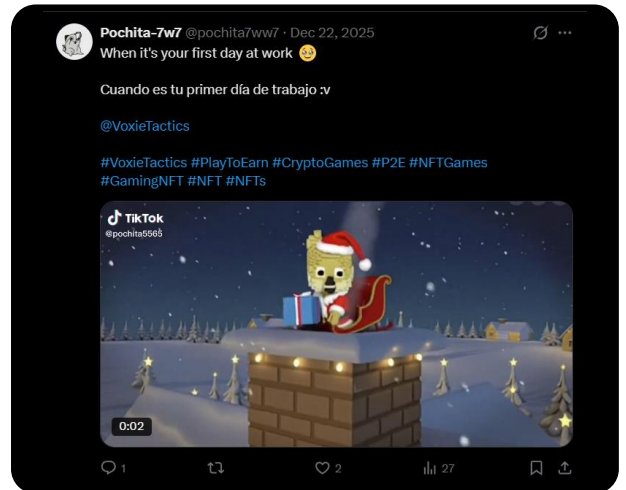 Pochita-7w7 @pochita7ww7 · Dec 22, 2025
When it's your first day at work 🥹
Cuando es tu primer día de trabajo :v
@VoxieTactics
#VoxieTactics #PlayToEarn #CryptoGames #P2E #NFTGames
#GamingNFT #NFT #NFTs
TikTok
@pochita5565
0:02
1
2
27